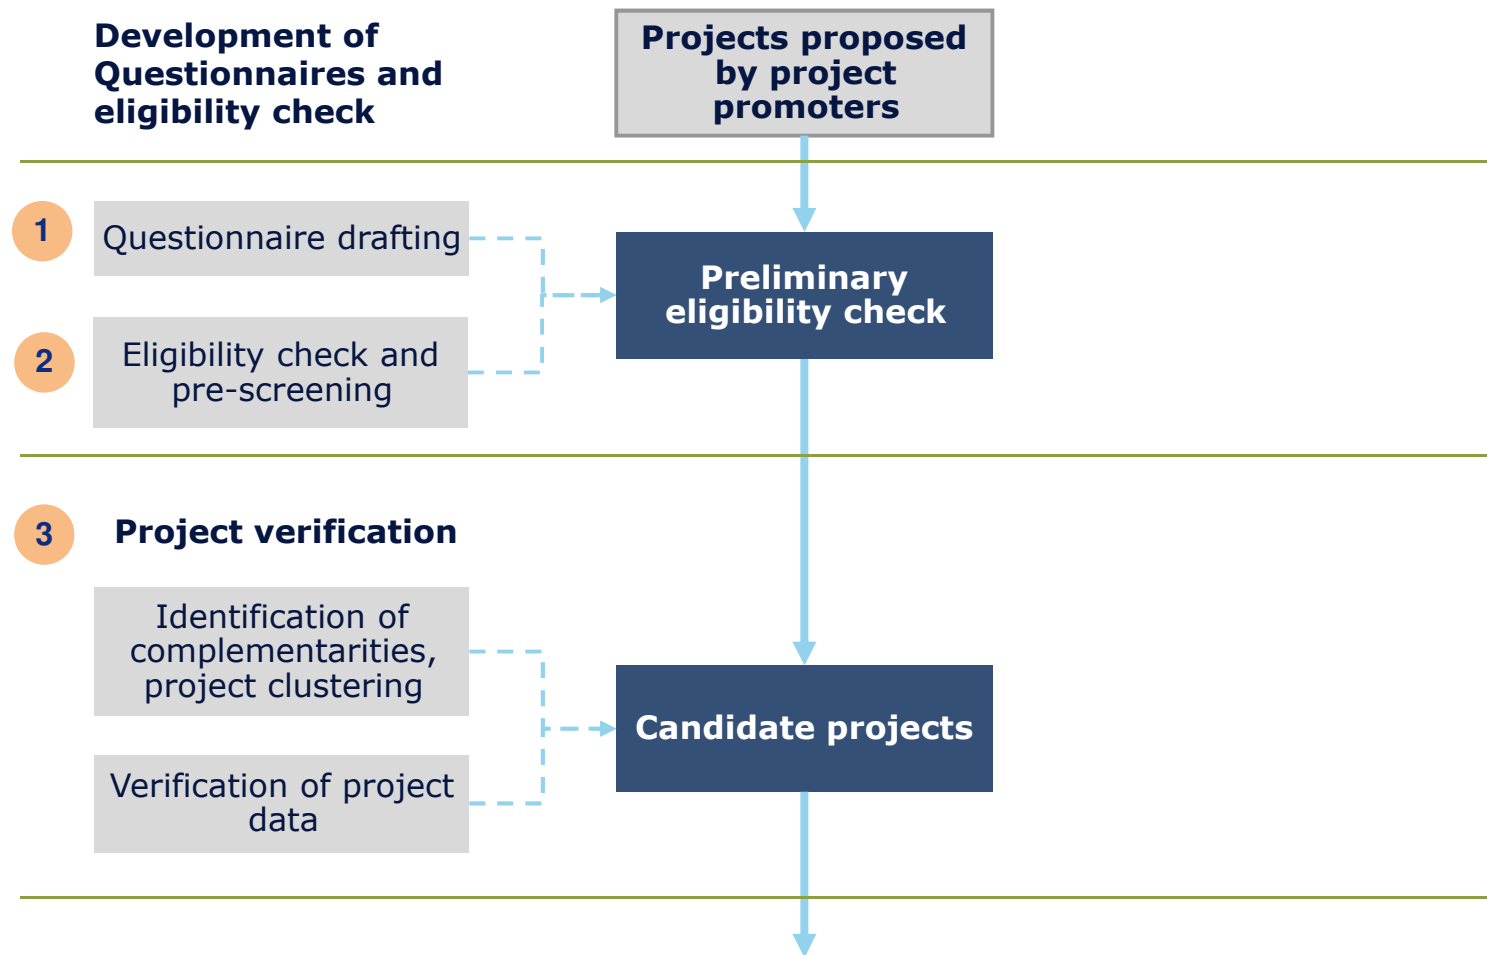 Development of
Questionnaires and
eligibility check
Projects proposed
by project
promoters
1
Questionnaire drafting
Preliminary
eligibility check
2
Eligibility check and
pre-screening
3
Project verification
Identification of
complementarities,
project clustering
Candidate projects
Verification of project
data